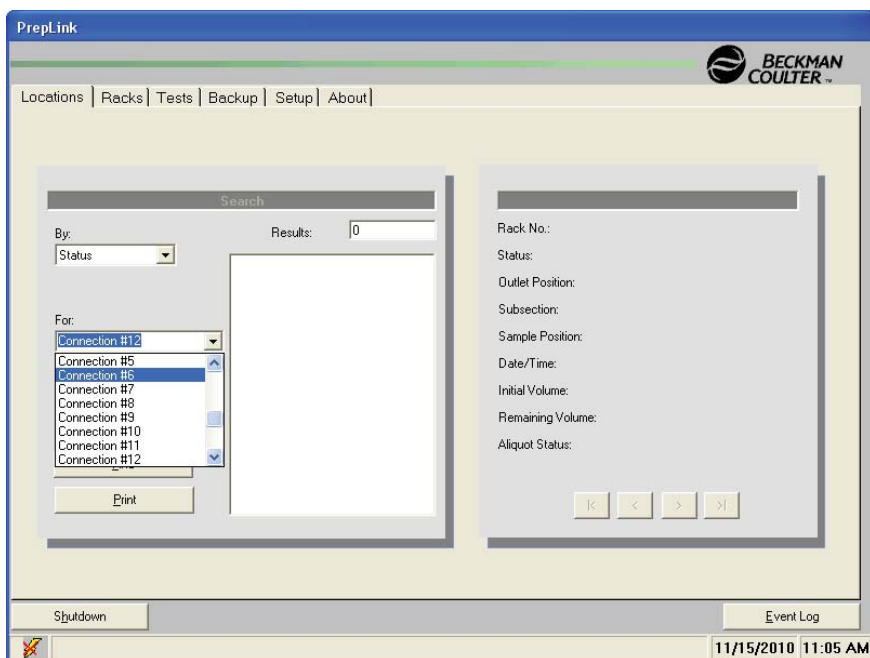 PrepLink
BECKMAN
COULTER™
Locations Racks Tests Backup Setup About
Search
By:
Results: 0
Status
For:
Connection #12
Connection #5
Connection #6
Connection #7
Connection #8
Connection #9
Connection #10
Connection #11
Connection #12
Print
Rack No.:
Status:
Outlet Position:
Subsection:
Sample Position:
Date/Time:
Initial Volume:
Remaining Volume:
Aliquot Status:
|< < > >|
Shutdown
Event Log
11/15/2010 11:05 AM